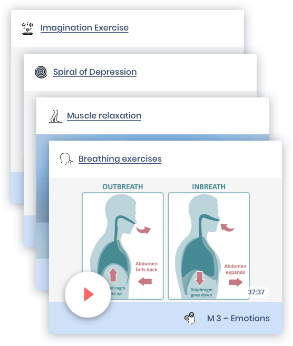 Imagination Exercise
Spiral of Depression
Muscle relaxation
Breathing exercises
OUTBREATH
INBREATH
Abdomen
falls back
Abdomen
expands
Diaphragm
goes down
37:37
M 3 – Emotions